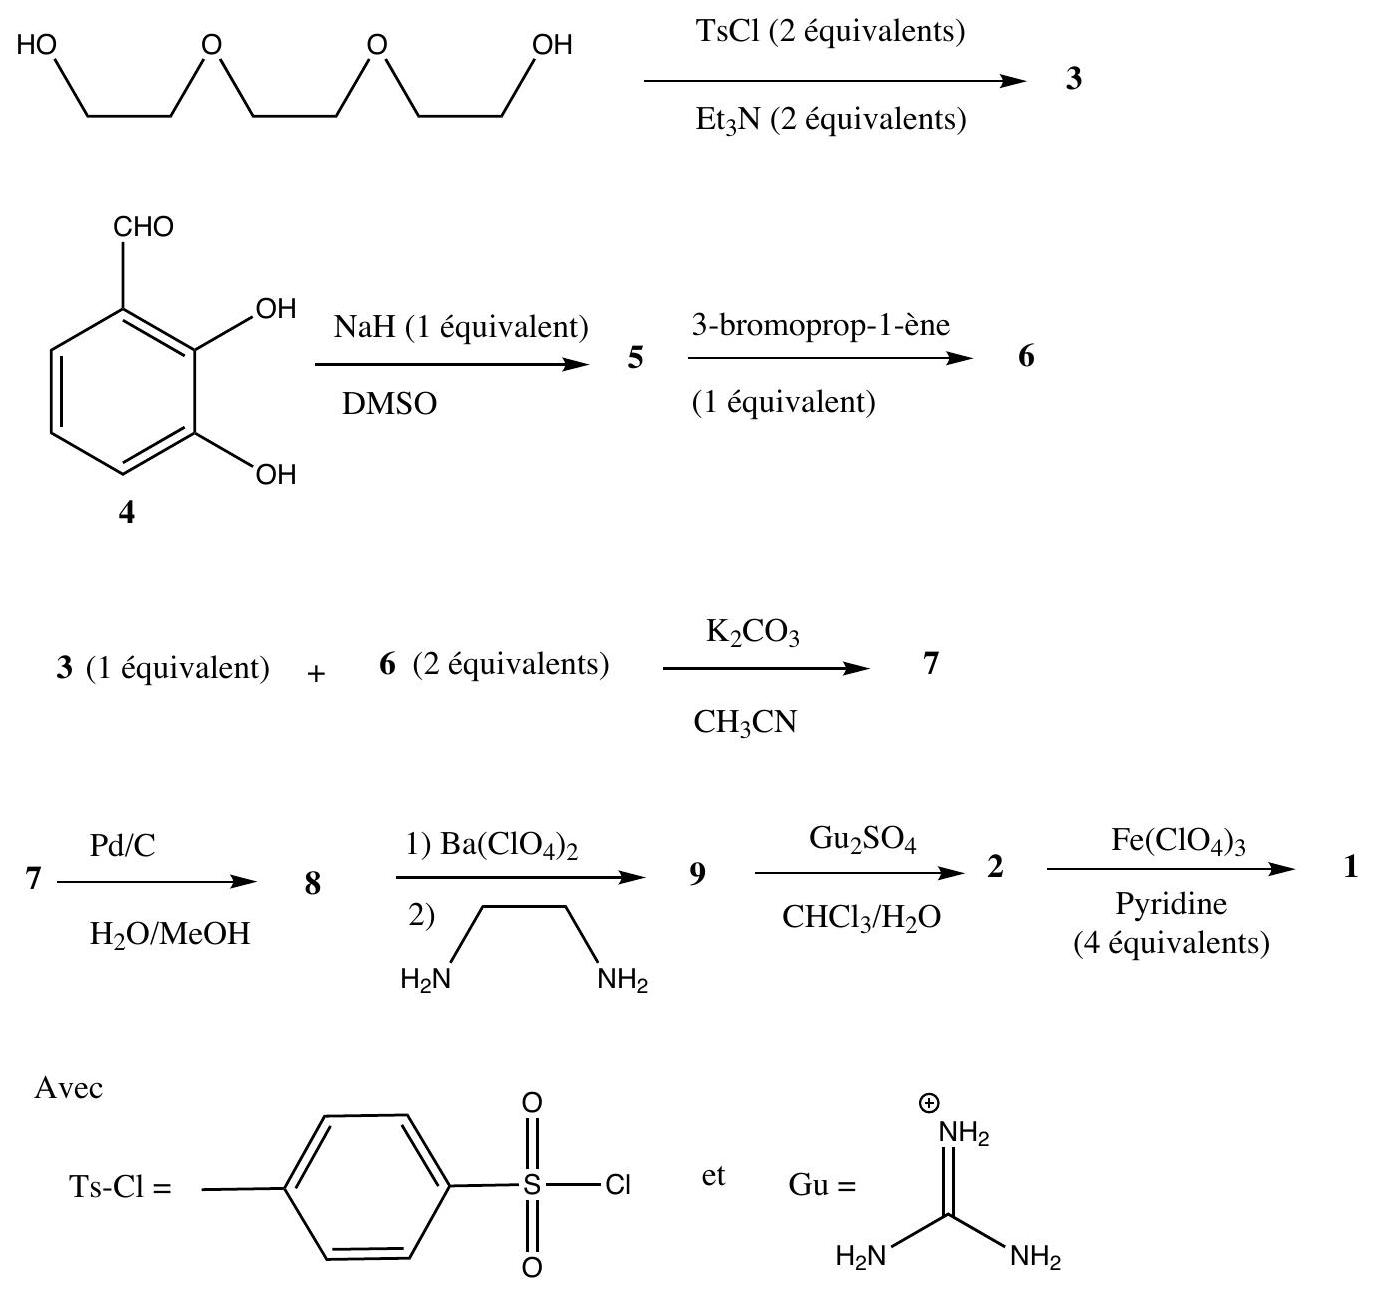 HO O O OH
TsCl (2 équivalents)
Et3N (2 équivalents)
3
CHO
OH
OH
4
NaH (1 équivalent)
DMSO
5
3-bromoprop-1-ène
(1 équivalent)
6
3 (1 équivalent) + 6 (2 équivalents)
K2CO3
CH3CN
7
7
Pd/C
H2O/MeOH
8
1) Ba(ClO4)2
2)
H2N NH2
9
Gu2SO4
CHCl3/H2O
2
Fe(ClO4)3
Pyridine
(4 équivalents)
1
Avec
Ts-Cl =
O
S Cl
O
et
Gu =
⊕
NH2
H2N NH2